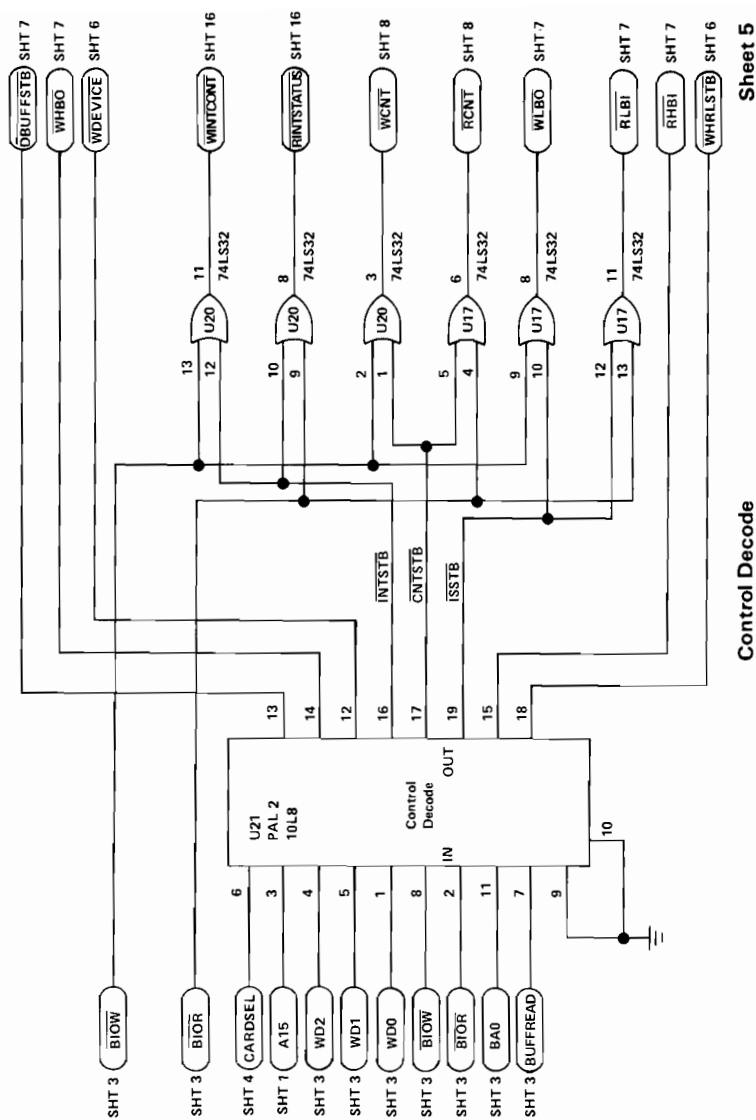 SHT 3 BIOW
SHT 3 BIOR
SHT 4 CARDSEL 6
SHT 1 A15 3
SHT 3 WD2 4
SHT 3 WD1 5
SHT 3 WD0 1
SHT 3 BIOW 8
SHT 3 BIOR 2
SHT 3 BA0 11
SHT 3 BUFFREAD 7
9
10
U21
PAL 2
10L8
Control
Decode
IN
OUT
13
14
12
16 INTSTB
17 CNTSTB
19 ISSTB
15
18
DBUFFSTB SHT 7
WHBO SHT 7
WDEVICE SHT 6
13
12
U20
11
74LS32
WINTCONT SHT 16
10
9
U20
8
74LS32
RINTSTATUS SHT 16
2
1
U20
3
74LS32
WCNT SHT 8
5
4
U17
6
74LS32
RCNT SHT 8
9
10
U17
8
74LS32
WLBO SHT 7
12
13
U17
11
74LS32
RLBI SHT 7
RHBI SHT 7
WHRLSTB SHT 6
Control Decode
Sheet 5